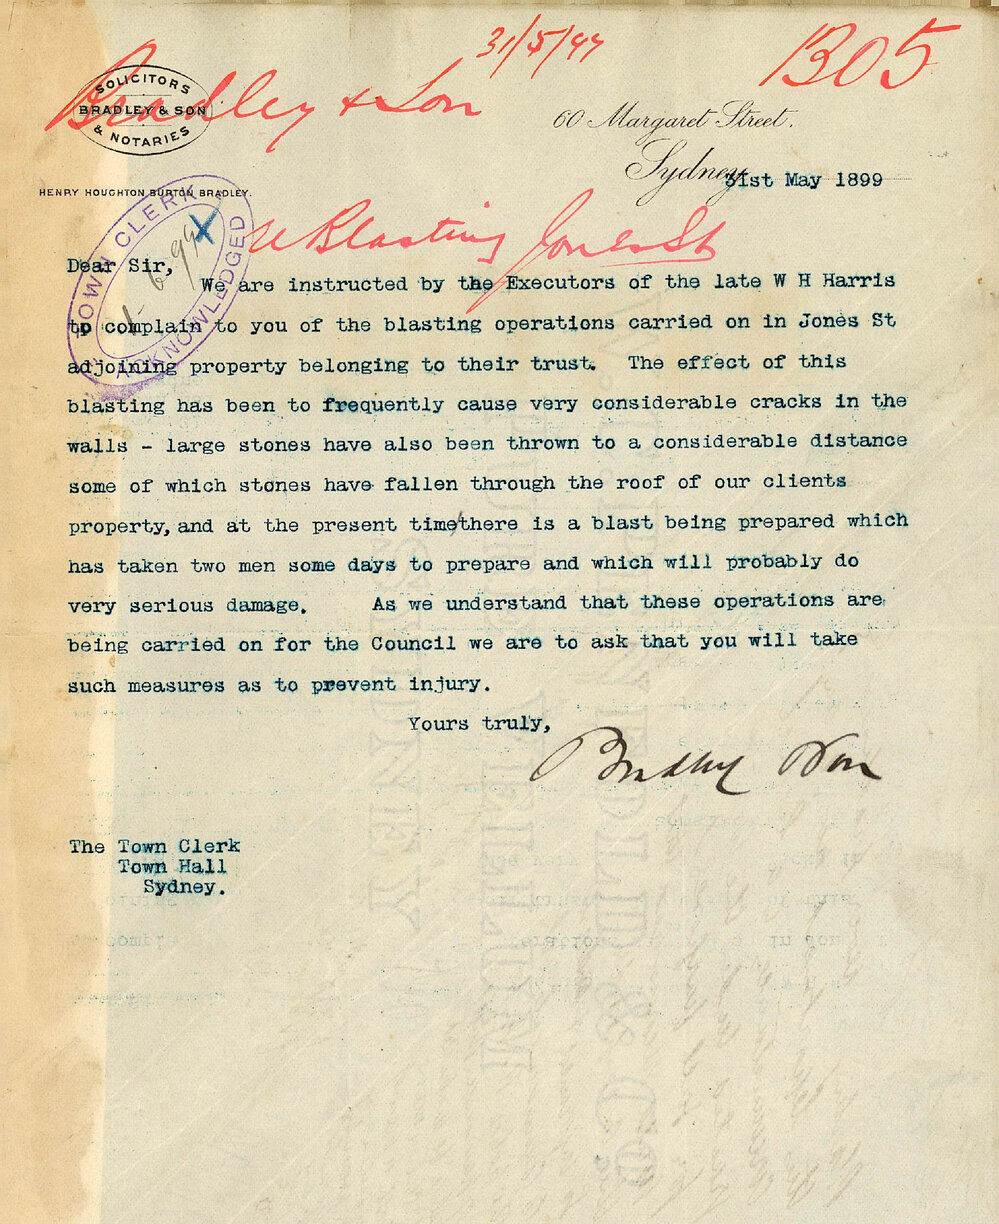 31/5/99
1305
Bradley & Son
SOLICITORS
BRADLEY & SON
& NOTARIES
60 Margaret Street.
Sydney 31st May 1899
HENRY HOUGHTON BURTON BRADLEY.
TOWN CLERK
ACKNOWLEDGED
X
Blasting Jones St
Dear Sir,
We are instructed by the Executors of the late W H Harris
to complain to you of the blasting operations carried on in Jones St
adjoining property belonging to their trust. The effect of this
blasting has been to frequently cause very considerable cracks in the
walls - large stones have also been thrown to a considerable distance
some of which stones have fallen through the roof of our clients
property, and at the present time/there is a blast being prepared which
has taken two men some days to prepare and which will probably do
very serious damage. As we understand that these operations are
being carried on for the Council we are to ask that you will take
such measures as to prevent injury.
Yours truly,
Bradley & Son
The Town Clerk
Town Hall
Sydney.